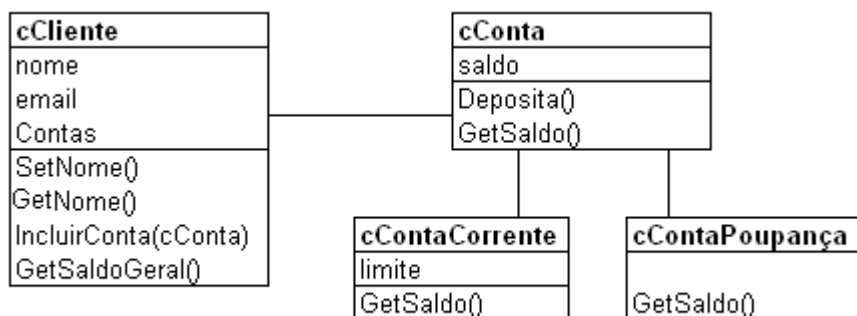 cCliente
nome
email
Contas
SetNome()
GetNome()
IncluirConta(cConta)
GetSaldoGeral()
cConta
saldo
Deposita()
GetSaldo()
cContaCorrente
limite
GetSaldo()
cContaPoupança
GetSaldo()